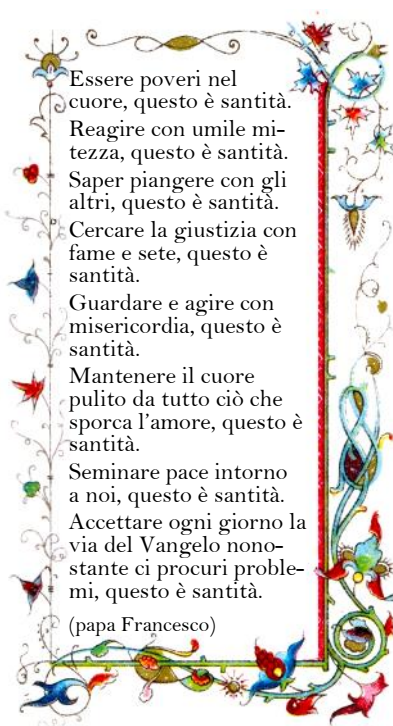 Essere poveri nel
cuore, questo è santità.
Reagire con umile mi-
tezza, questo è santità.
Saper piangere con gli
altri, questo è santità.
Cercare la giustizia con
fame e sete, questo è
santità.
Guardare e agire con
misericordia, questo è
santità.
Mantenere il cuore
pulito da tutto ciò che
sporca l’amore, questo è
santità.
Seminare pace intorno
a noi, questo è santità.
Accettare ogni giorno la
via del Vangelo nono-
stante ci procuri proble-
mi, questo è santità.
(papa Francesco)